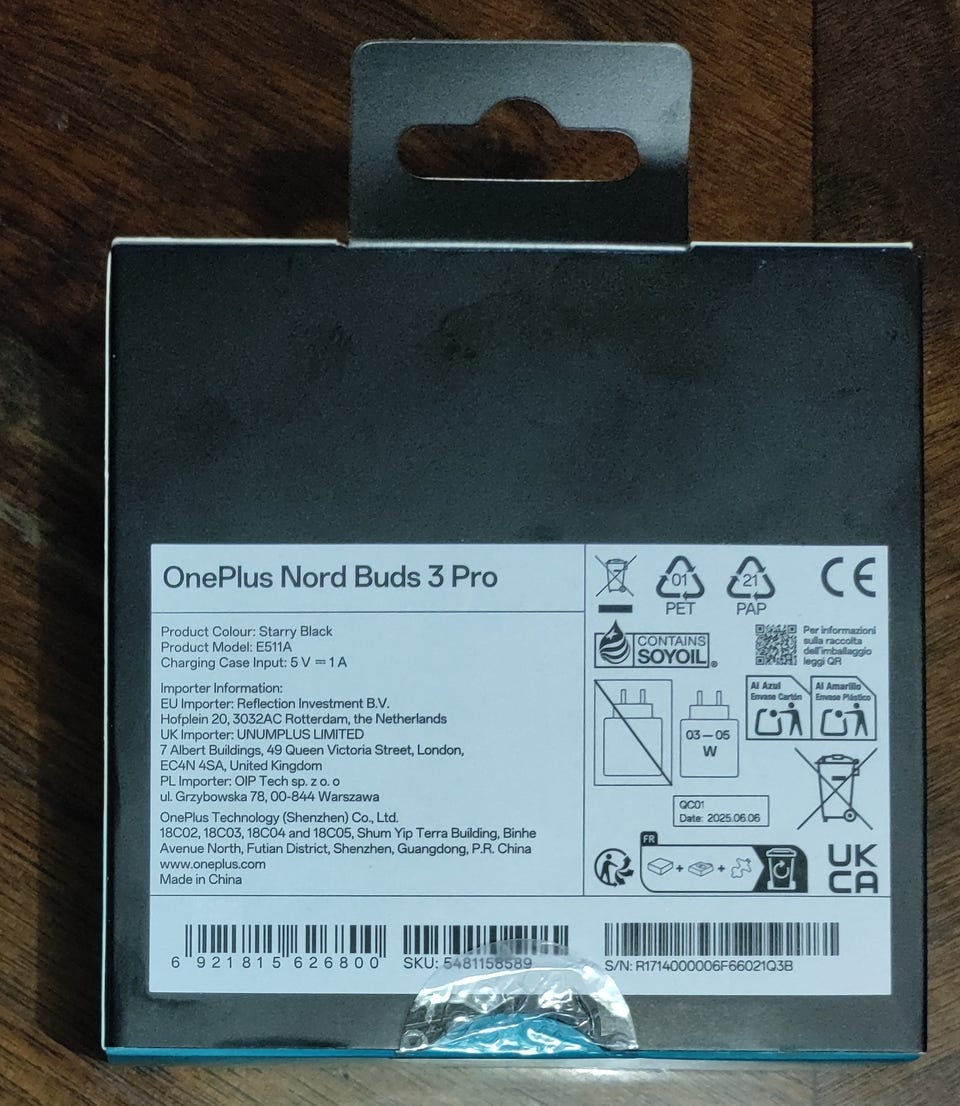 OnePlus Nord Buds 3 Pro
Product Colour: Starry Black
Product Model: E511A
Charging Case Input: 5 V ⎓ 1 A
Importer Information:
EU Importer: Reflection Investment B.V.
Hofplein 20, 3032AC Rotterdam, the Netherlands
UK Importer: UNUMPLUS LIMITED
7 Albert Buildings, 49 Queen Victoria Street, London,
EC4N 4SA, United Kingdom
PL Importer: OIP Tech sp. z o. o
ul. Grzybowska 78, 00-844 Warszawa
OnePlus Technology (Shenzhen) Co., Ltd.
18C02, 18C03, 18C04 and 18C05, Shum Yip Terra Building, Binhe
Avenue North, Futian District, Shenzhen, Guangdong, P.R. China
www.oneplus.com
Made in China
01
PET
21
PAP
CE
CONTAINS
SOYOIL®
Per informazioni
sulla raccolta
dell'imballaggio
leggi QR
03 – 05
W
Al Azul
Envase Cartón
Al Amarillo
Envase Plástico
QC01
Date: 2025.06.06
FR
+ +
UK
CA
6 921815 626800
SKU: 5481158589
S/N: R1714000006F66021Q3B